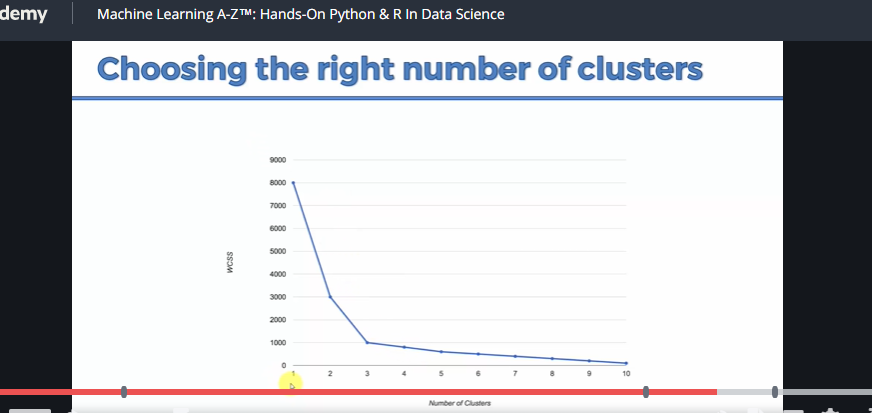 demy
Machine Learning A-Z™: Hands-On Python & R In Data Science
Choosing the right number of clusters
9000
8000
7000
6000
5000
4000
3000
2000
1000
0
WCSS
1 2 3 4 5 6 7 8 9 10
Number of Clusters